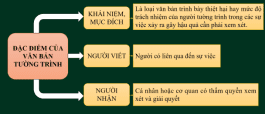 ĐẶC ĐIỂM CỦA
VĂN BẢN
TƯỜNG TRÌNH
KHÁI NIỆM,
MỤC ĐÍCH
Là loại văn bản trình bày thiệt hại hay mức độ
trách nhiệm của người tường trình trong các sự
việc xảy ra gây hậu quả cần phải xem xét.
NGƯỜI VIẾT
Người có liên qua đến sự việc
NGƯỜI
NHẬN
Cá nhân hoặc cơ quan có thẩm quyền xem
xét và giải quyết